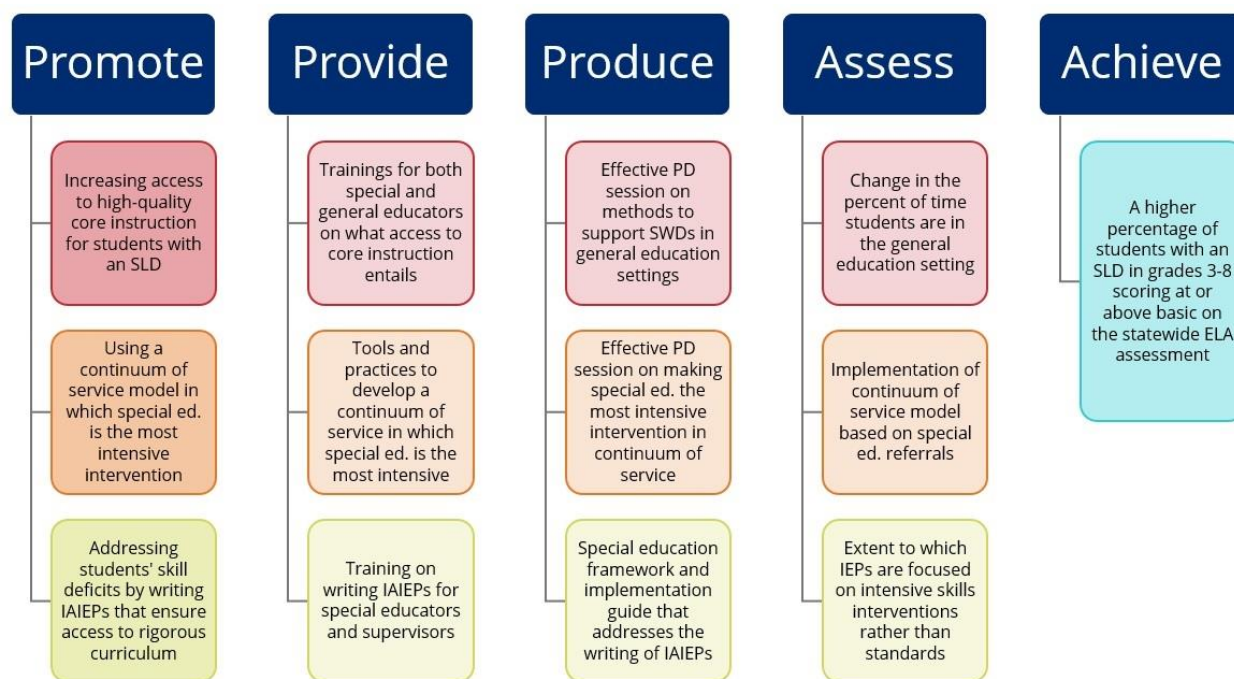 Promote
Increasing access
to high-quality
core instruction
for students with
an SLD
Using a
continuum of
service model in
which special ed.
is the most
intensive
intervention
Addressing
students' skill
deficits by writing
IAIEPs that ensure
access to rigorous
curriculum
Provide
Trainings for both
special and
general educators
on what access to
core instruction
entails
Tools and
practices to
develop a
continuum of
service in which
special ed. is the
most intensive
Training on
writing IAIEPs for
special educators
and supervisors
Produce
Effective PD
session on
methods to
support SWDs in
general education
settings
Effective PD
session on making
special ed. the
most intensive
intervention in
continuum of
service
Special education
framework and
implementation
guide that
addresses the
writing of IAIEPs
Assess
Change in the
percent of time
students are in
the general
education setting
Implementation of
continuum of
service model
based on special
ed. referrals
Extent to which
IEPs are focused
on intensive skills
interventions
rather than
standards
Achieve
A higher
percentage of
students with an
SLD in grades 3-8
scoring at or
above basic on
the statewide ELA
assessment